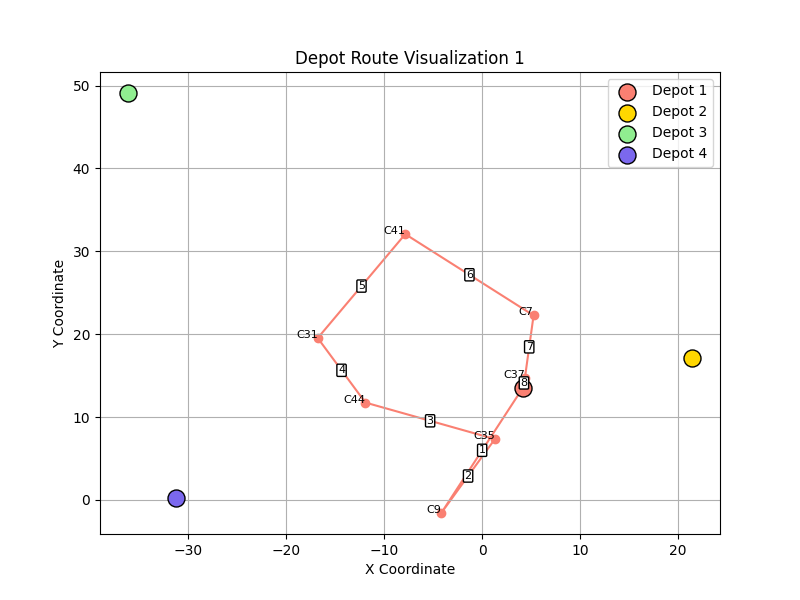 Depot Route Visualization 1
Depot 1
Depot 2
Depot 3
Depot 4
50
40
30
20
10
0
Y Coordinate
C41
6
5
C7
C31
7
4
C37
8
C44
3
C35
1
2
C9
−30
−20
−10
0
10
20
X Coordinate